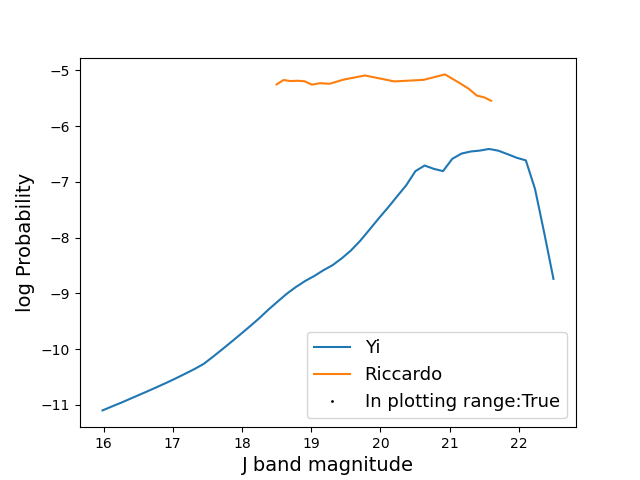 −5
−6
−7
−8
−9
−10
−11
log Probability
Yi
Riccardo
In plotting range:True
16 17 18 19 20 21 22
J band magnitude